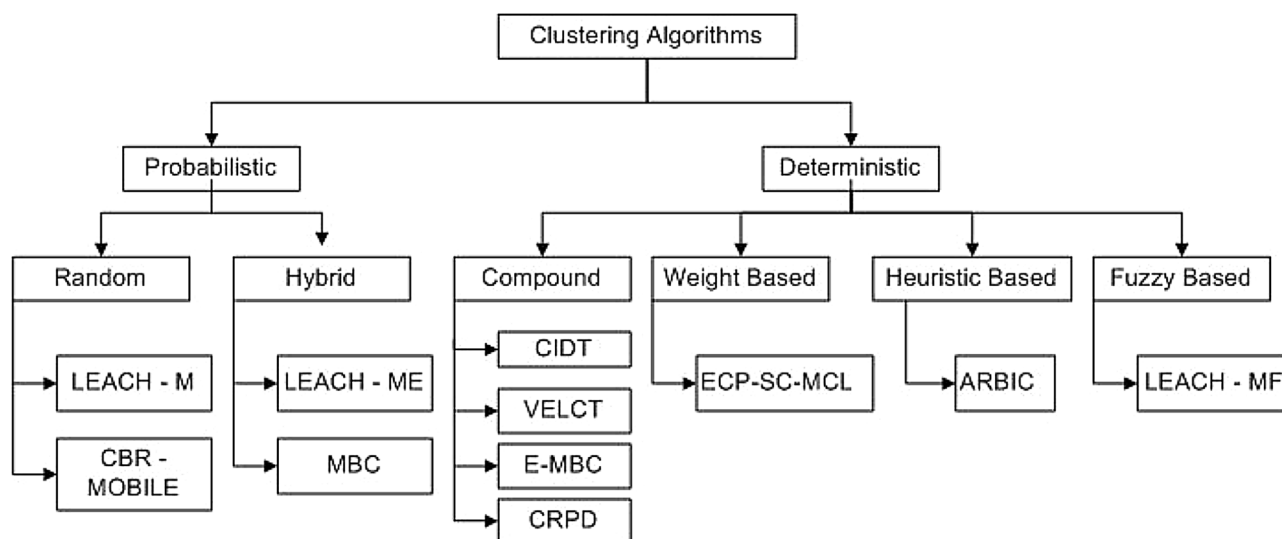 Clustering Algorithms
Probabilistic
Deterministic
Random
Hybrid
Compound
Weight Based
Heuristic Based
Fuzzy Based
CIDT
LEACH - M
LEACH - ME
ECP-SC-MCL
ARBIC
LEACH - MF
VELCT
CBR -
MOBILE
MBC
E-MBC
CRPD